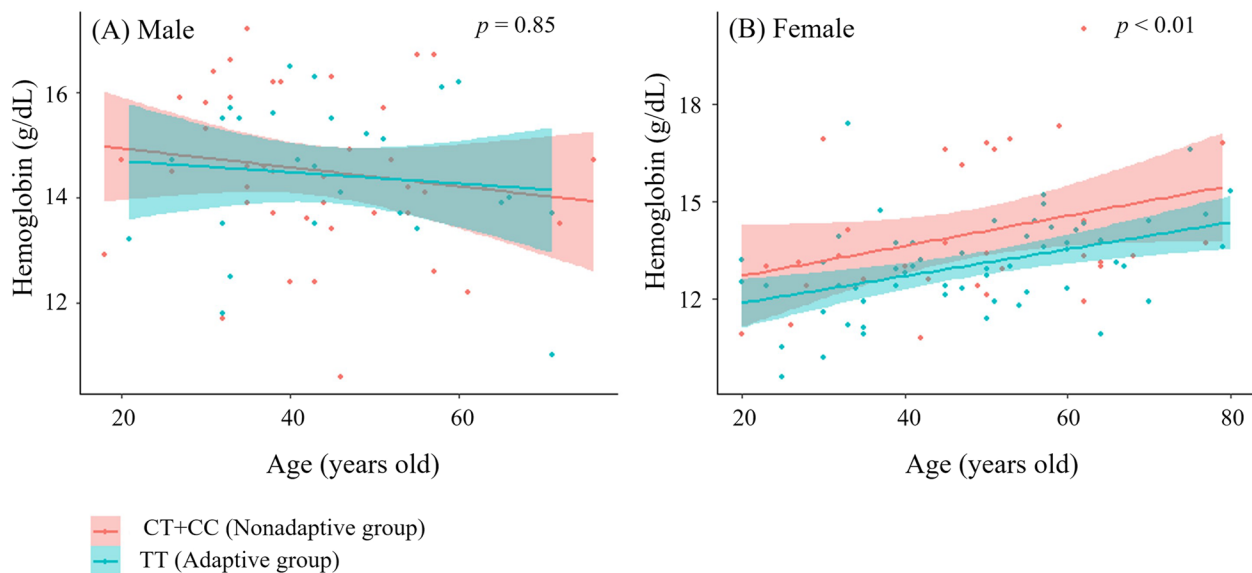 (A) Male
p = 0.85
Hemoglobin (g/dL)
16
14
12
20
40
60
Age (years old)
(B) Female
p < 0.01
Hemoglobin (g/dL)
18
15
12
20
40
60
80
Age (years old)
CT+CC (Nonadaptive group)
TT (Adaptive group)